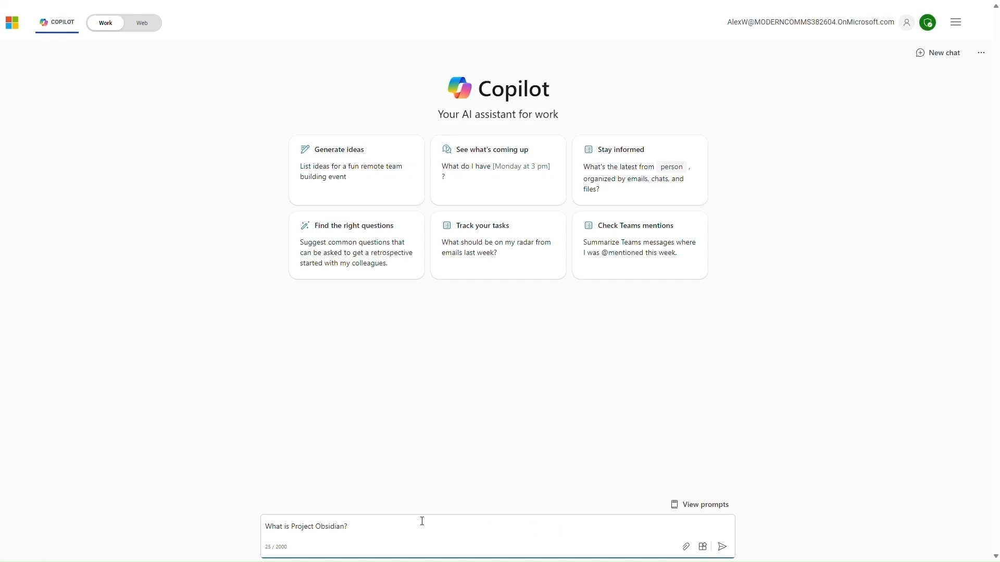 COPILOT
Work
Web
AlexW@MODERNCOMMS382604.OnMicrosoft.com
New chat
Copilot
Your AI assistant for work
Generate ideas
List ideas for a fun remote team
building event
See what's coming up
What do I have [Monday at 3 pm]
?
Stay informed
What's the latest from person ,
organized by emails, chats, and
files?
Find the right questions
Suggest common questions that
can be asked to get a retrospective
started with my colleagues.
Track your tasks
What should be on my radar from
emails last week?
Check Teams mentions
Summarize Teams messages where
I was @mentioned this week.
View prompts
What is Project Obsidian?
25 / 2000